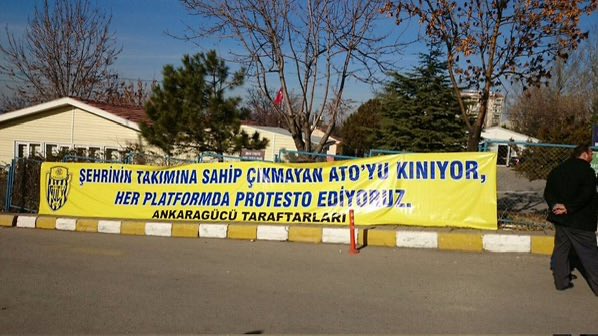 ŞEHRİNİN TAKIMINA SAHİP ÇIKMAYAN ATO'YU KINIYOR,
HER PLATFORMDA PROTESTO EDİYORUZ.
ANKARAGÜCÜ TARAFTARLARI